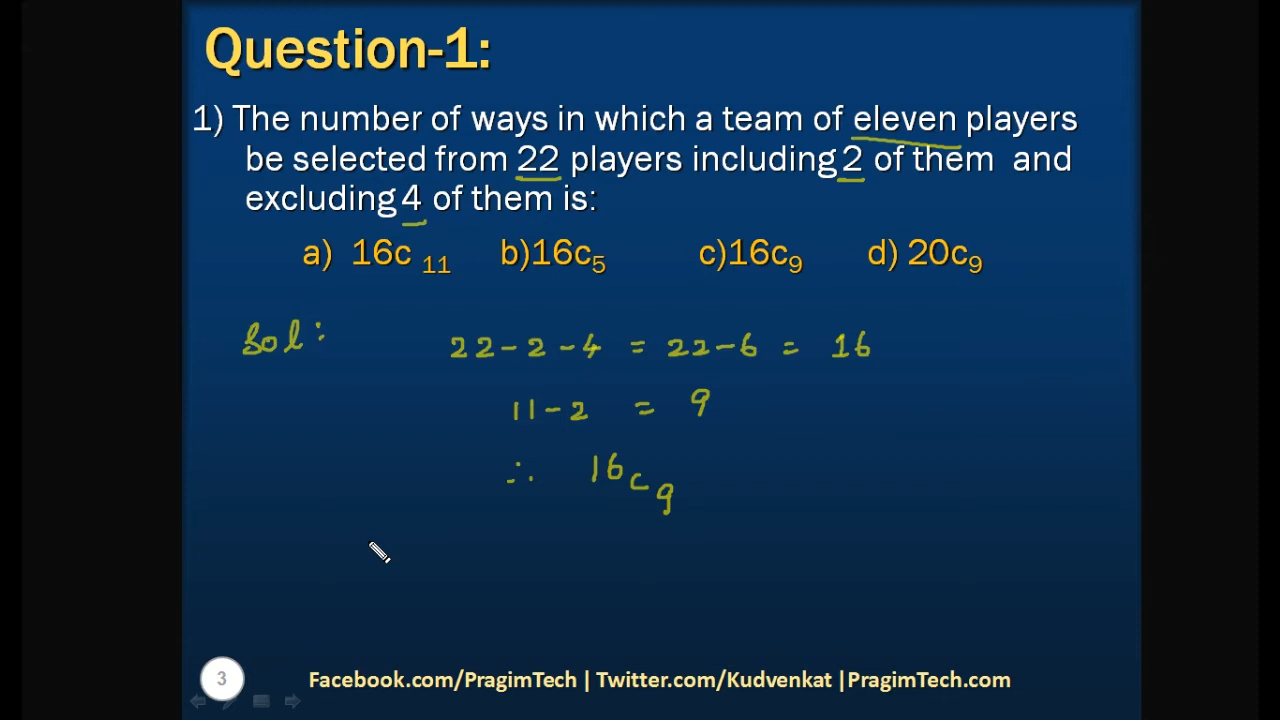 Question-1:
1) The number of ways in which a team of eleven players
be selected from 22 players including 2 of them and
excluding 4 of them is:
a) 16c 11 b)16c5 c)16c9 d) 20c9
Sol: 22-2-4 = 22-6 = 16
11-2 = 9
∴ 16c9
3 Facebook.com/PragimTech | Twitter.com/Kudvenkat |PragimTech.com